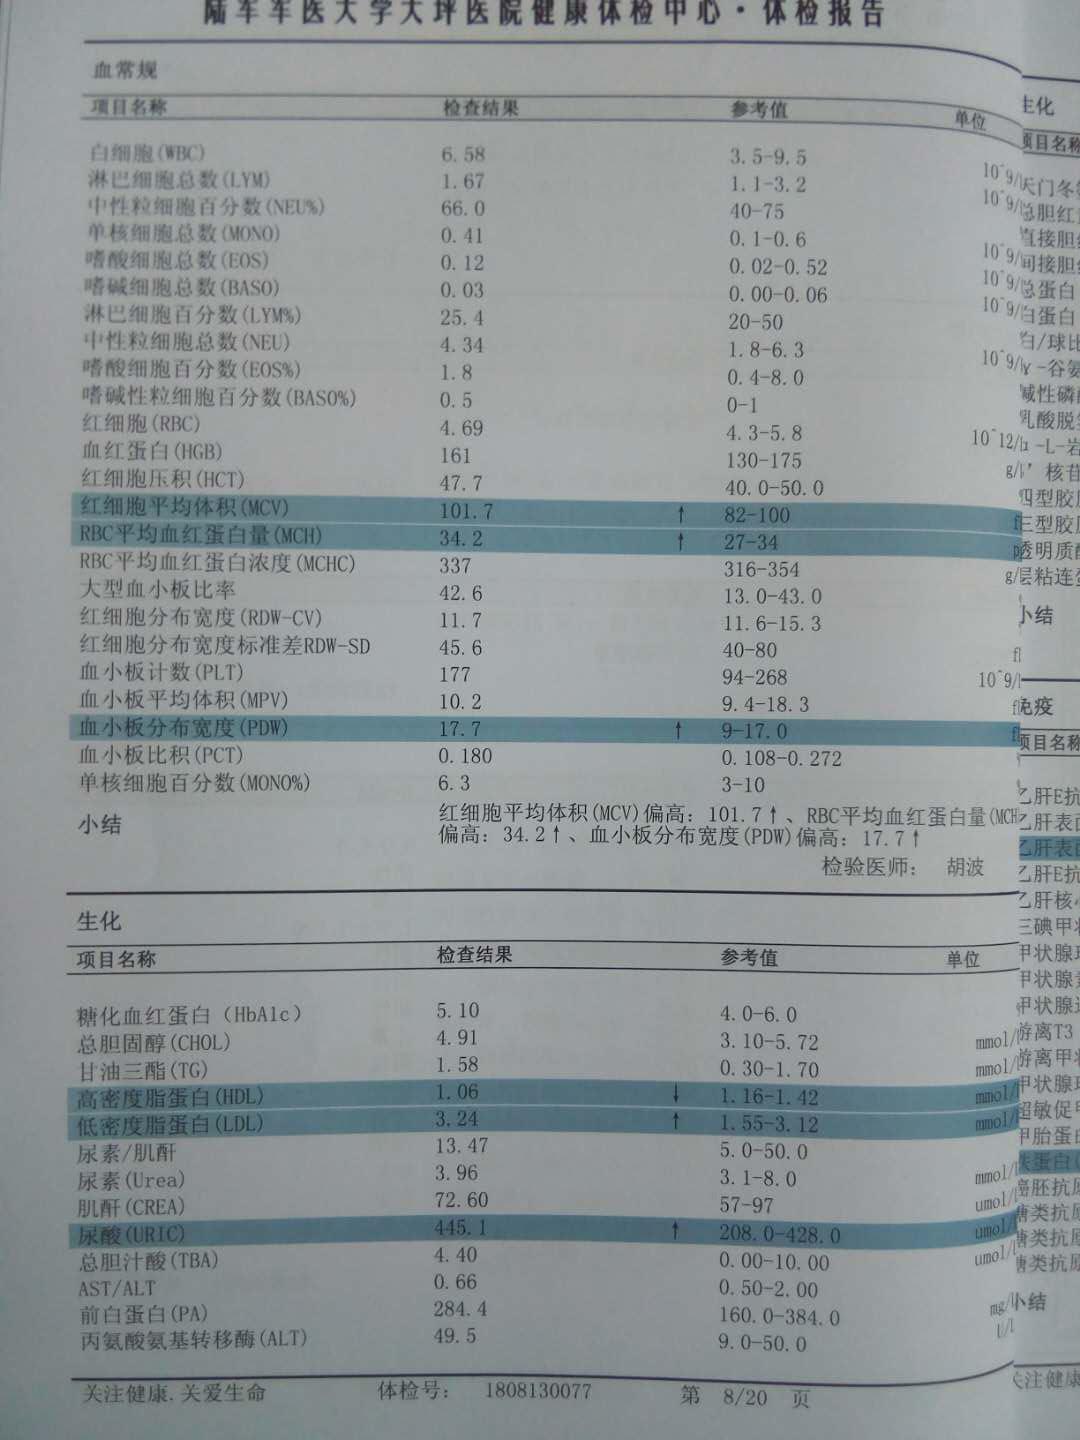 陆军军医大学大坪医院健康体检中心·体检报告
血常规
项目名称 检查结果 参考值 单位
白细胞(WBC) 6.58 3.5-9.5 10^9/
淋巴细胞总数(LYM) 1.67 1.1-3.2 10^9/
中性粒细胞百分数(NEU%) 66.0 40-75
单核细胞总数(MONO) 0.41 0.1-0.6 10^9/
嗜酸细胞总数(EOS) 0.12 0.02-0.52 10^9/
嗜碱细胞总数(BASO) 0.03 0.00-0.06 10^9/
淋巴细胞百分数(LYM%) 25.4 20-50
中性粒细胞总数(NEU) 4.34 1.8-6.3 10^9/
嗜酸细胞百分数(EOS%) 1.8 0.4-8.0
嗜碱性粒细胞百分数(BASO%) 0.5 0-1
红细胞(RBC) 4.69 4.3-5.8 10^12/
血红蛋白(HGB) 161 130-175 g/
红细胞压积(HCT) 47.7 40.0-50.0
红细胞平均体积(MCV) 101.7 ↑ 82-100 f
RBC平均血红蛋白量(MCH) 34.2 ↑ 27-34 p
RBC平均血红蛋白浓度(MCHC) 337 316-354 g/
大型血小板比率 42.6 13.0-43.0
红细胞分布宽度(RDW-CV) 11.7 11.6-15.3
红细胞分布宽度标准差RDW-SD 45.6 40-80 fl
血小板计数(PLT) 177 94-268 10^9/
血小板平均体积(MPV) 10.2 9.4-18.3 f
血小板分布宽度(PDW) 17.7 ↑ 9-17.0 f
血小板比积(PCT) 0.180 0.108-0.272
单核细胞百分数(MONO%) 6.3 3-10
小结 红细胞平均体积(MCV)偏高：101.7↑、RBC平均血红蛋白量(MCH
偏高：34.2↑、血小板分布宽度(PDW)偏高：17.7↑
检验医师： 胡波
生化
项目名称 检查结果 参考值 单位
糖化血红蛋白（HbA1c） 5.10 4.0-6.0
总胆固醇(CHOL) 4.91 3.10-5.72 mmol/
甘油三酯(TG) 1.58 0.30-1.70 mmol/
高密度脂蛋白(HDL) 1.06 ↓ 1.16-1.42 mmol/
低密度脂蛋白(LDL) 3.24 ↑ 1.55-3.12 mmol/
尿素/肌酐 13.47 5.0-50.0
尿素(Urea) 3.96 3.1-8.0 mmol/
肌酐(CREA) 72.60 57-97 umol/
尿酸(URIC) 445.1 ↑ 208.0-428.0 umol/
总胆汁酸(TBA) 4.40 0.00-10.00 umol/
AST/ALT 0.66 0.50-2.00
前白蛋白(PA) 284.4 160.0-384.0 mg/
丙氨酸氨基转移酶(ALT) 49.5 9.0-50.0 U/
关注健康.关爱生命 体检号： 1808130077 第 8/20 页
生化
项目名称
天门冬
总胆红
直接胆
间接胆
总蛋白
白蛋白
白/球比
γ-谷氨
碱性磷
乳酸脱
α-L-岩
5’核苷
四型胶
三型胶
透明质
层粘连
小结
免疫
项目名称
乙肝E抗
乙肝表面
乙肝表面
乙肝E抗
乙肝核
三碘甲
甲状腺
甲状腺
甲状腺
游离T3
游离甲
甲状腺
超敏促甲
甲胎蛋白
铁蛋白
癌胚抗原
糖类抗原
糖类抗原
糖类抗原
小结
关注健康